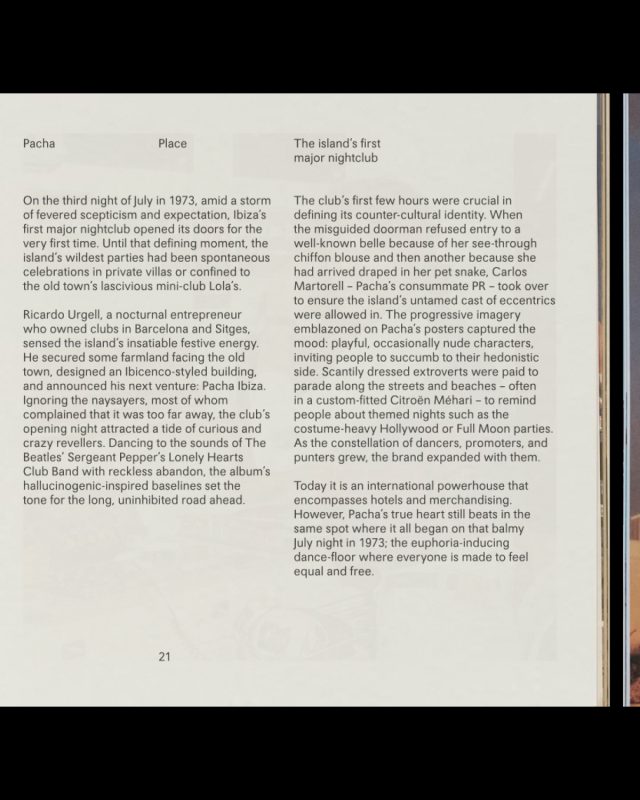 Pacha
Place
The island's first
major nightclub
On the third night of July in 1973, amid a storm
of fevered scepticism and expectation, Ibiza's
first major nightclub opened its doors for the
very first time. Until that defining moment, the
island's wildest parties had been spontaneous
celebrations in private villas or confined to
the old town's lascivious mini-club Lola's.
Ricardo Urgell, a nocturnal entrepreneur
who owned clubs in Barcelona and Sitges,
sensed the island's insatiable festive energy.
He secured some farmland facing the old
town, designed an Ibicenco-styled building,
and announced his next venture: Pacha Ibiza.
Ignoring the naysayers, most of whom
complained that it was too far away, the club's
opening night attracted a tide of curious and
crazy revellers. Dancing to the sounds of The
Beatles' Sergeant Pepper's Lonely Hearts
Club Band with reckless abandon, the album's
hallucinogenic-inspired baselines set the
tone for the long, uninhibited road ahead.
The club's first few hours were crucial in
defining its counter-cultural identity. When
the misguided doorman refused entry to a
well-known belle because of her see-through
chiffon blouse and then another because she
had arrived draped in her pet snake, Carlos
Martorell – Pacha's consummate PR – took over
to ensure the island's untamed cast of eccentrics
were allowed in. The progressive imagery
emblazoned on Pacha's posters captured the
mood: playful, occasionally nude characters,
inviting people to succumb to their hedonistic
side. Scantily dressed extroverts were paid to
parade along the streets and beaches – often
in a custom-fitted Citroën Méhari – to remind
people about themed nights such as the
costume-heavy Hollywood or Full Moon parties.
As the constellation of dancers, promoters, and
punters grew, the brand expanded with them.
Today it is an international powerhouse that
encompasses hotels and merchandising.
However, Pacha's true heart still beats in the
same spot where it all began on that balmy
July night in 1973; the euphoria-inducing
dance-floor where everyone is made to feel
equal and free.
21